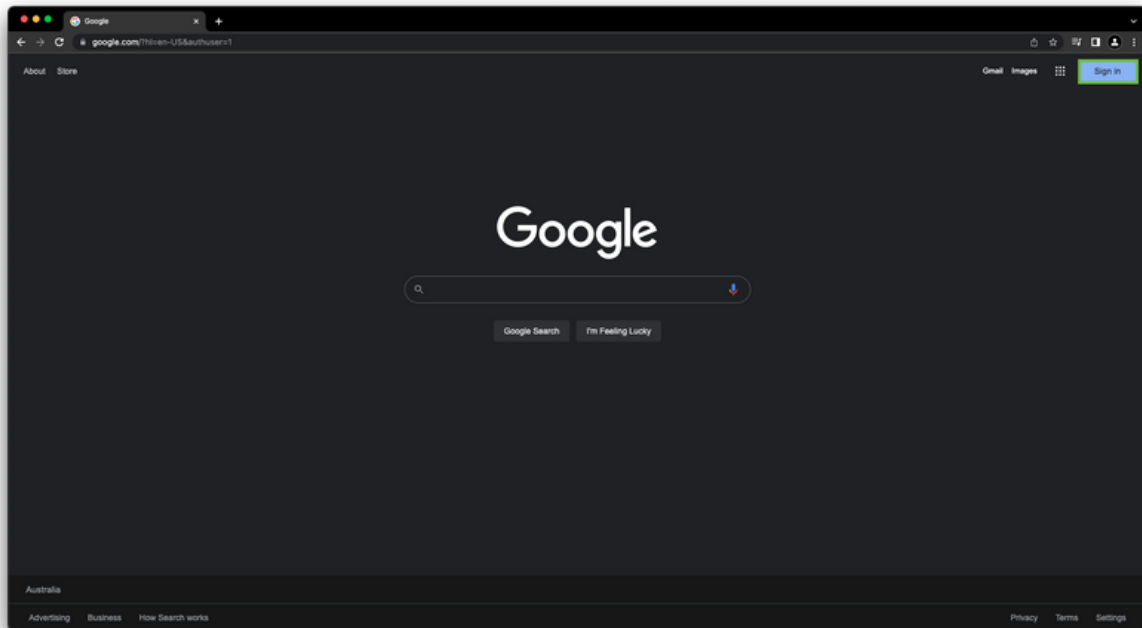 Google
google.com/?hl=en-US&authuser=1
About Store Gmail Images Sign in
Google
Google Search I'm Feeling Lucky
Australia
Advertising Business How Search works Privacy Terms Settings